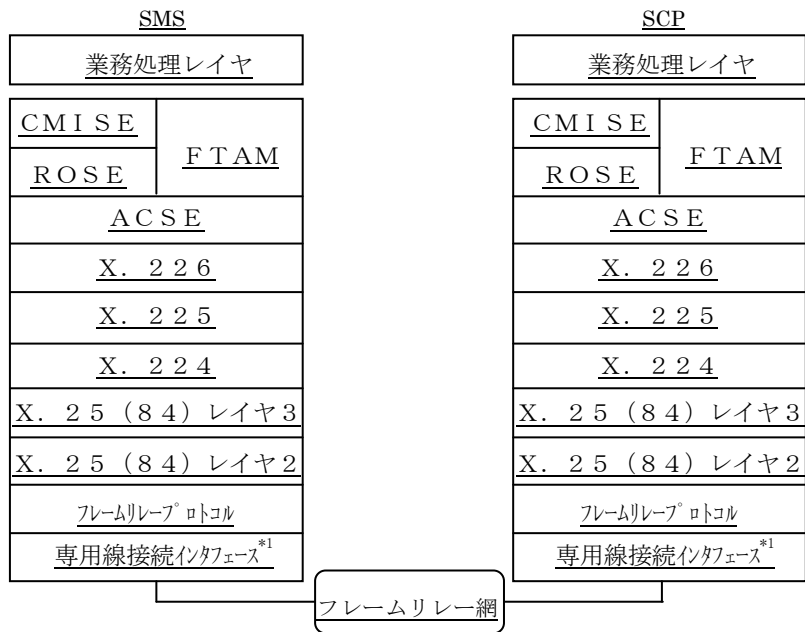 SMS
業務処理レイヤ
CMISE
ROSE
FTAM
ACSE
X.226
X.225
X.224
X.25(84)レイヤ3
X.25(84)レイヤ2
フレームリレープロトコル
専用線接続インタフェース*1
SCP
業務処理レイヤ
CMISE
ROSE
FTAM
ACSE
X.226
X.225
X.224
X.25(84)レイヤ3
X.25(84)レイヤ2
フレームリレープロトコル
専用線接続インタフェース*1
フレームリレー網